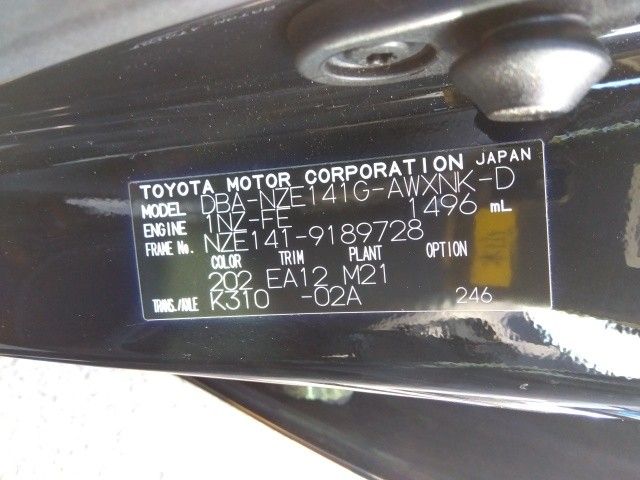 TOYOTA MOTOR CORPORATION JAPAN
MODEL DBA-NZE141G-AWXNK-D
ENGINE 1NZ-FE 1496 mL
FRAME No. NZE141-9189728
COLOR TRIM PLANT OPTION
202 EA12 M21
TRANS./AXLE K310 -02A 246